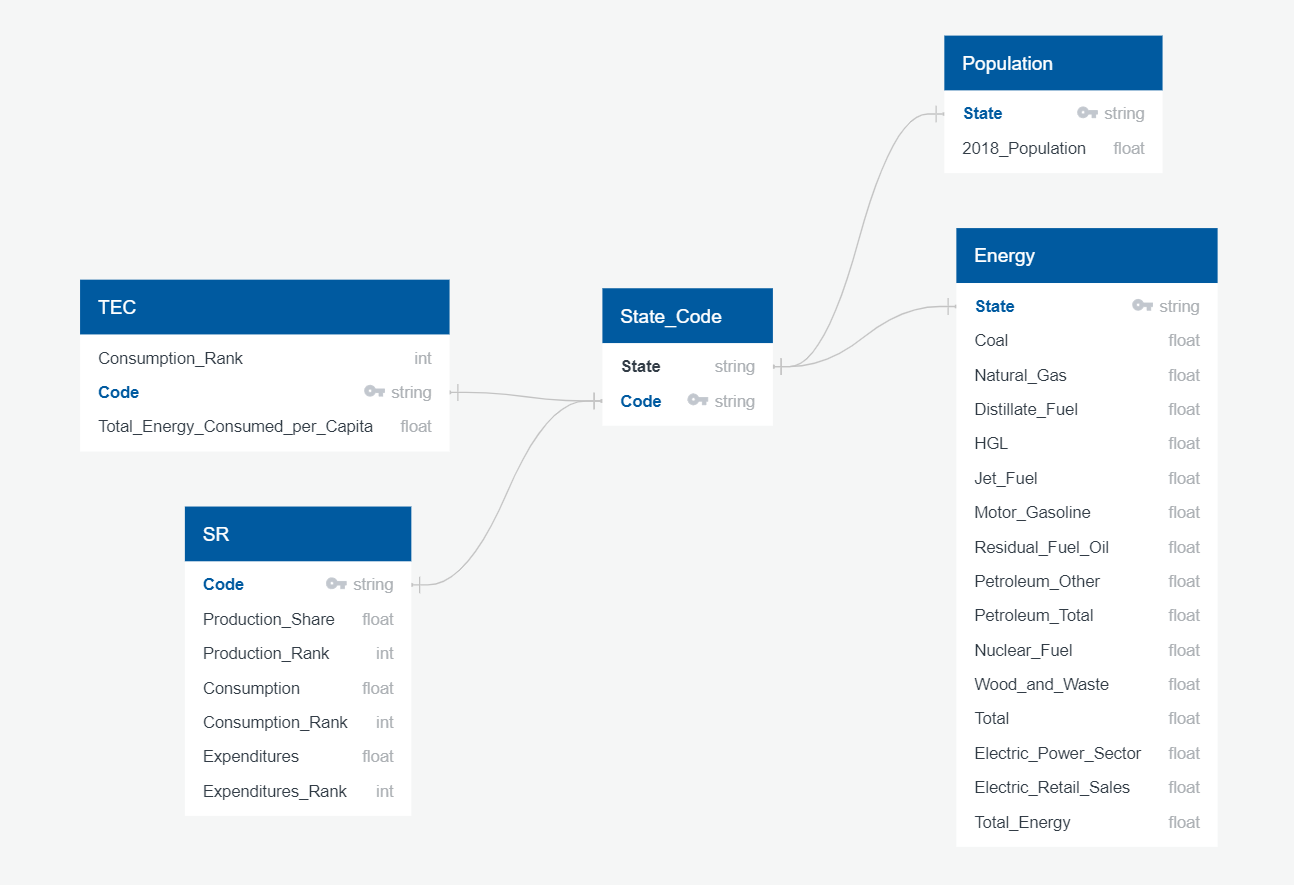 Population
State string
2018_Population float
Energy
State string
Coal float
Natural_Gas float
Distillate_Fuel float
HGL float
Jet_Fuel float
Motor_Gasoline float
Residual_Fuel_Oil float
Petroleum_Other float
Petroleum_Total float
Nuclear_Fuel float
Wood_and_Waste float
Total float
Electric_Power_Sector float
Electric_Retail_Sales float
Total_Energy float
TEC
Consumption_Rank int
Code string
Total_Energy_Consumed_per_Capita float
State_Code
State string
Code string
SR
Code string
Production_Share float
Production_Rank int
Consumption float
Consumption_Rank int
Expenditures float
Expenditures_Rank int